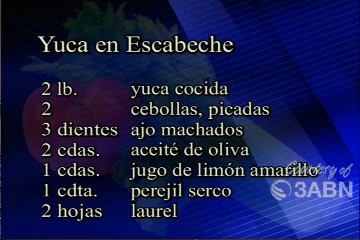 Yuca en Escabeche
2 lb. yuca cocida
2 cebollas, picadas
3 dientes ajo machados
2 cdas. aceité de oliva
1 cdas. jugo de limón amarillo
1 cdta. perejil serco
2 hojas laurel
Courtesy of
3ABN